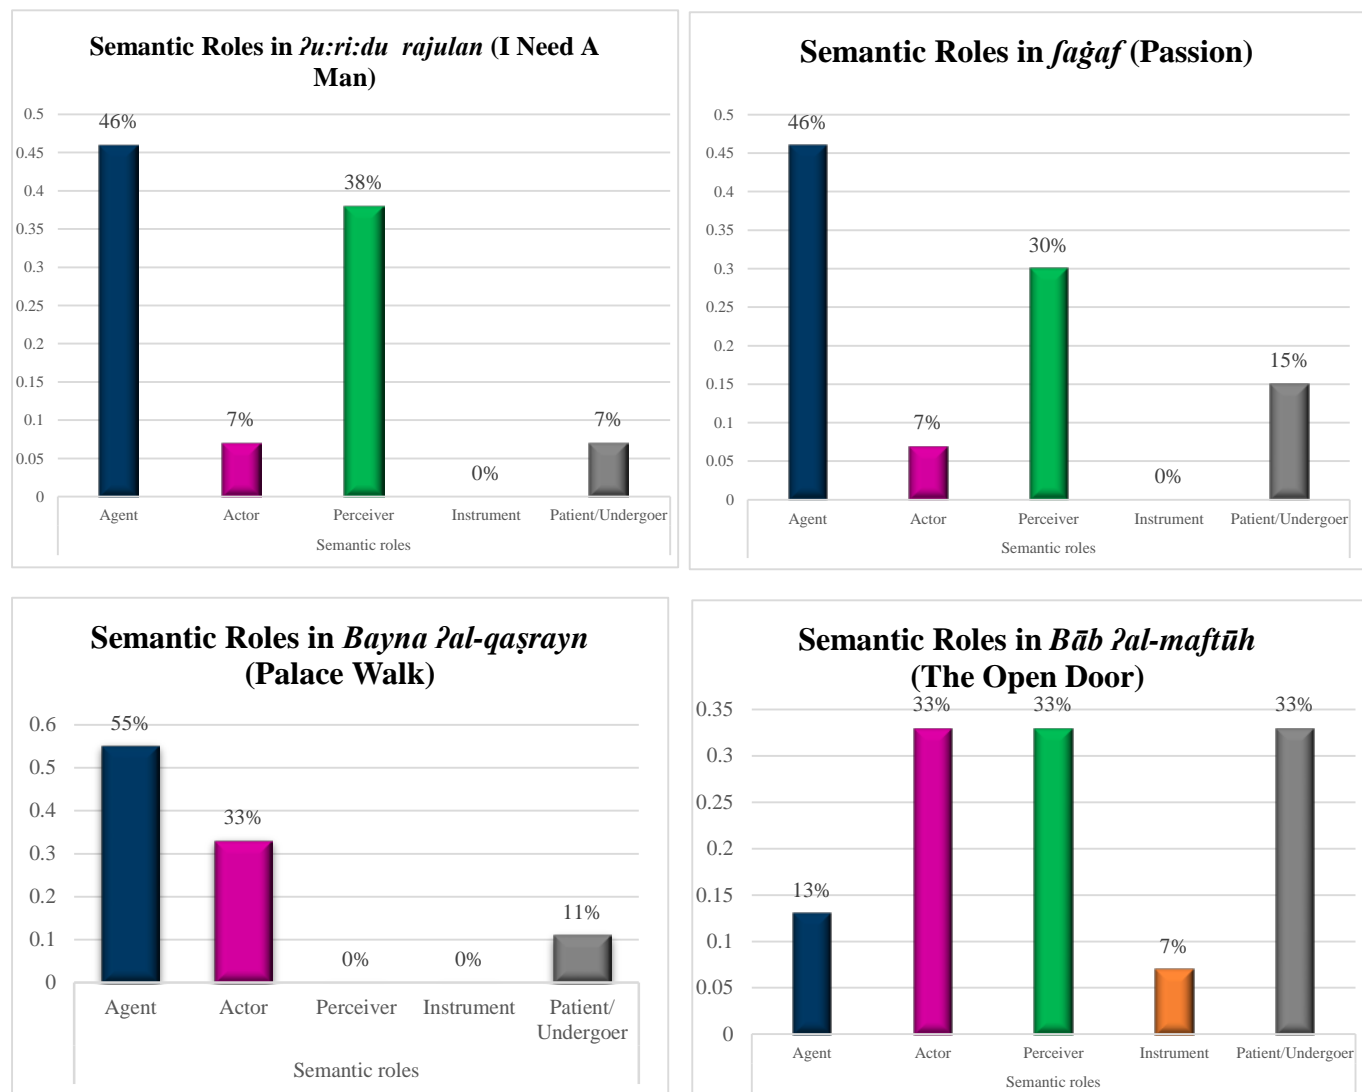 Semantic Roles in ʔu:ri:du rajulan (I Need A
Man)
0.5
0.45
0.4
0.35
0.3
0.25
0.2
0.15
0.1
0.05
0
46%
7%
38%
0%
7%
Agent
Actor
Perceiver
Instrument
Patient/Undergoer
Semantic roles
Semantic Roles in ʃaġaf (Passion)
0.5
0.45
0.4
0.35
0.3
0.25
0.2
0.15
0.1
0.05
0
46%
7%
30%
0%
15%
Agent
Actor
Perceiver
Instrument
Patient/Undergoer
Semantic roles
Semantic Roles in Bayna ʔal-qaṣrayn
(Palace Walk)
0.6
0.5
0.4
0.3
0.2
0.1
0
55%
33%
0%
0%
11%
Agent
Actor
Perceiver
Instrument
Patient/
Undergoer
Semantic roles
Semantic Roles in Bāb ʔal-maftūh
(The Open Door)
0.35
0.3
0.25
0.2
0.15
0.1
0.05
0
13%
33%
33%
7%
33%
Agent
Actor
Perceiver
Instrument
Patient/Undergoer
Semantic roles